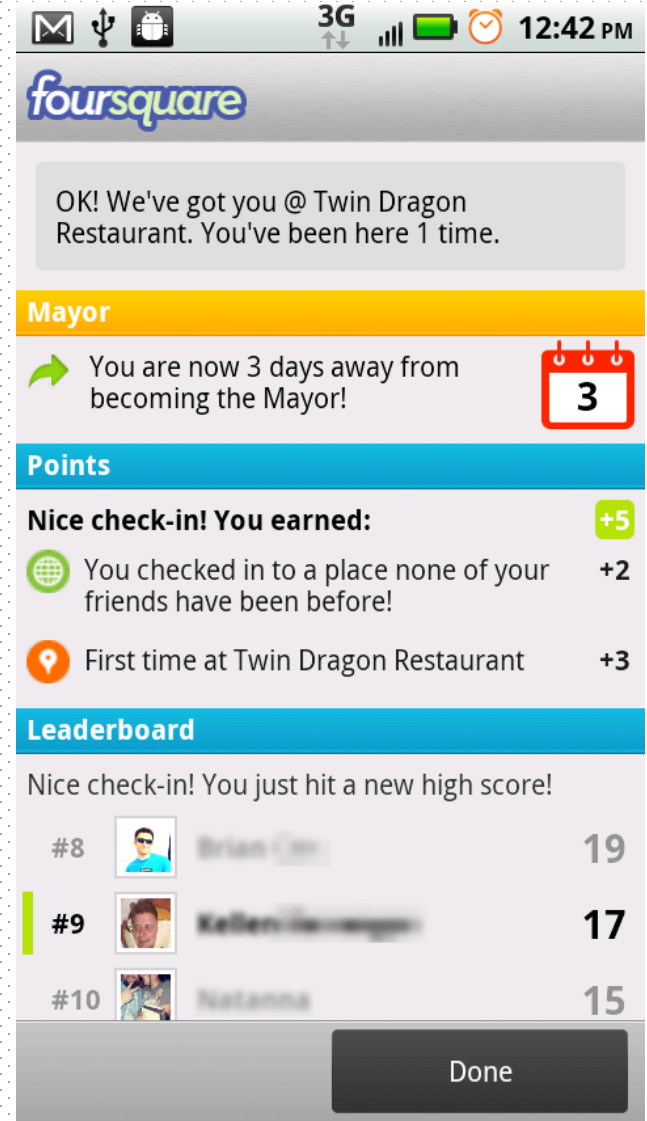 3G
12:42 PM
foursquare
OK! We've got you @ Twin Dragon
Restaurant. You've been here 1 time.
Mayor
You are now 3 days away from
becoming the Mayor!
3
Points
Nice check-in! You earned:
+5
You checked in to a place none of your
friends have been before!
+2
First time at Twin Dragon Restaurant
+3
Leaderboard
Nice check-in! You just hit a new high score!
#8
Brian
19
#9
Kellen
17
#10
Natanna
15
Done